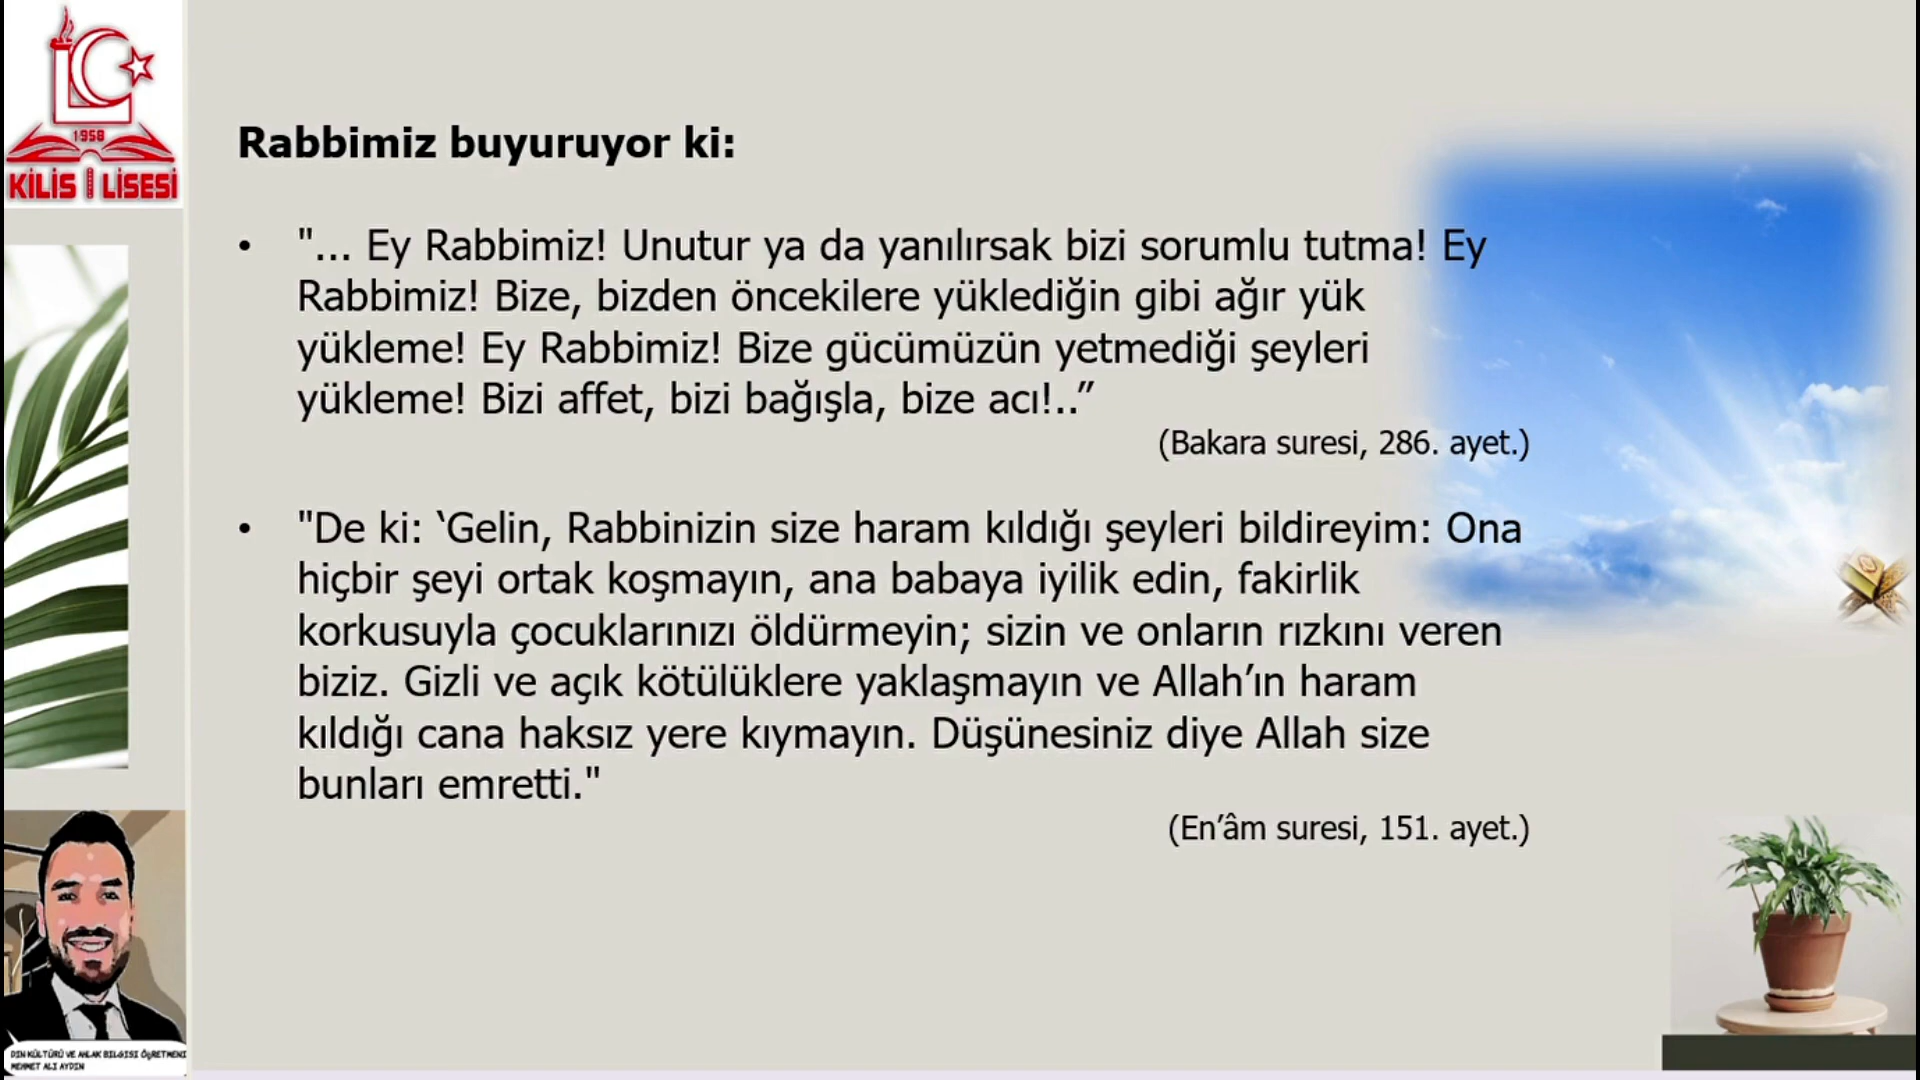 1958
KİLİS LİSESİ
Rabbimiz buyuruyor ki:
• "... Ey Rabbimiz! Unutur ya da yanılırsak bizi sorumlu tutma! Ey
Rabbimiz! Bize, bizden öncekilere yüklediğin gibi ağır yük
yükleme! Ey Rabbimiz! Bize gücümüzün yetmediği şeyleri
yükleme! Bizi affet, bizi bağışla, bize acı!..”
(Bakara suresi, 286. ayet.)
• "De ki: ‘Gelin, Rabbinizin size haram kıldığı şeyleri bildireyim: Ona
hiçbir şeyi ortak koşmayın, ana babaya iyilik edin, fakirlik
korkusuyla çocuklarınızı öldürmeyin; sizin ve onların rızkını veren
biziz. Gizli ve açık kötülüklere yaklaşmayın ve Allah’ın haram
kıldığı cana haksız yere kıymayın. Düşünesiniz diye Allah size
bunları emretti."
(En’âm suresi, 151. ayet.)
DİN KÜLTÜRÜ VE AHLAK BİLGİSİ ÖĞRETMENİ
MEHMET ALİ AYDIN